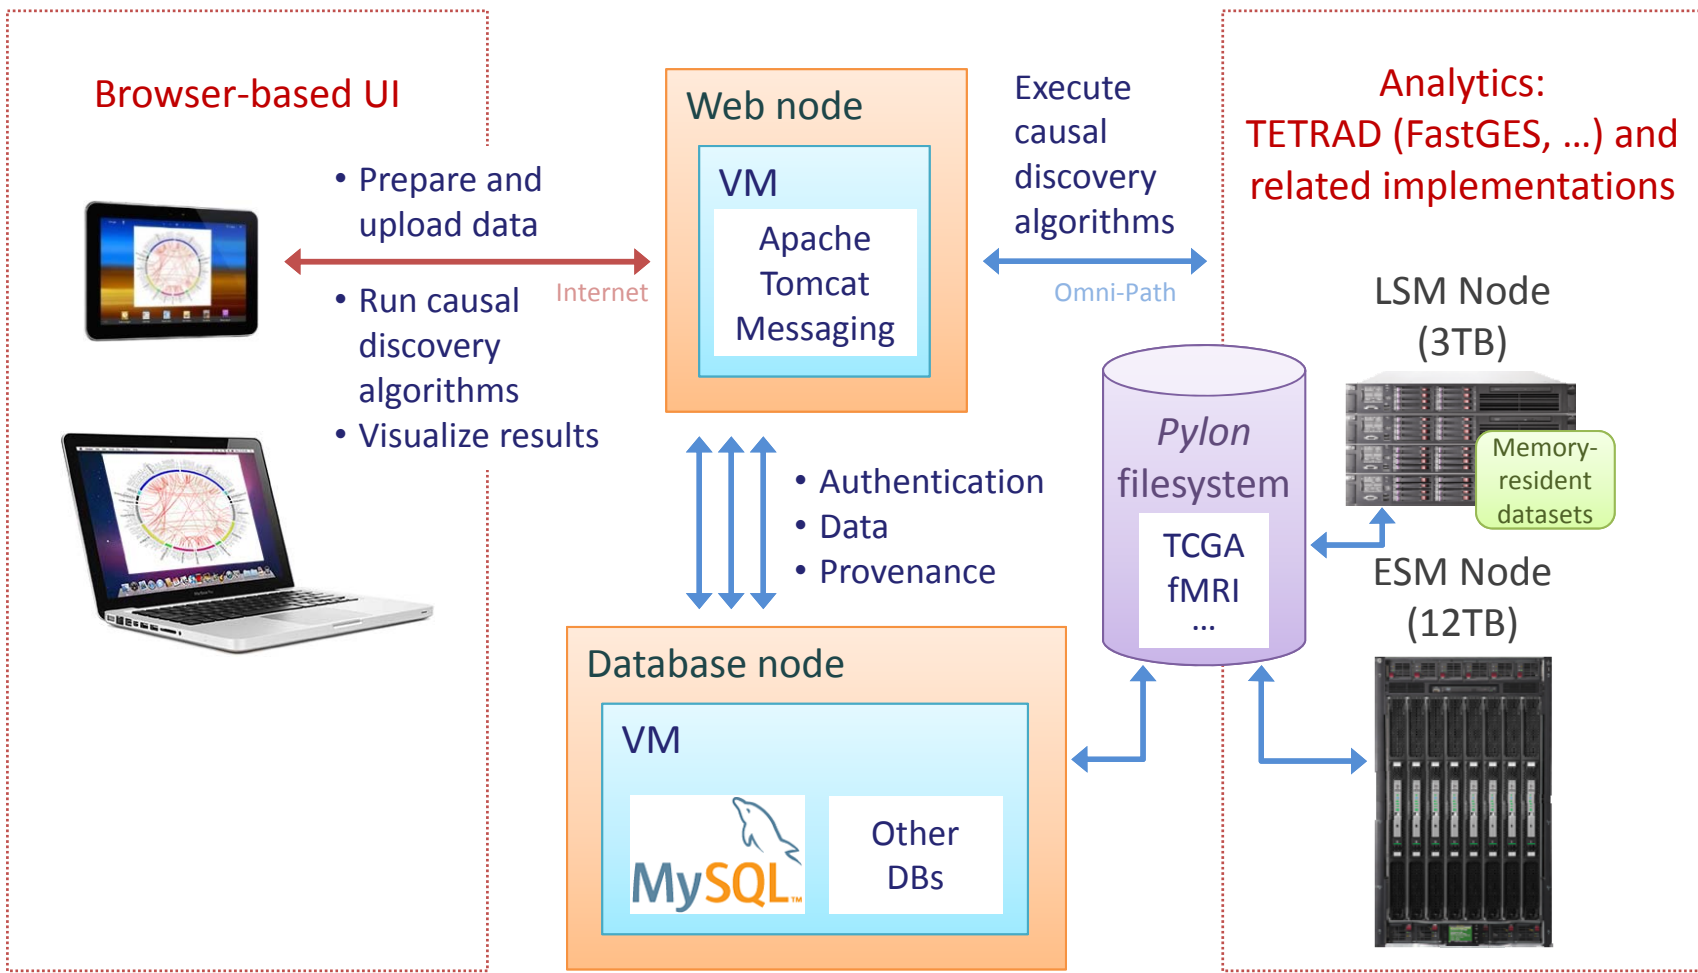 Browser-based UI
• Prepare and
upload data
Internet
• Run causal
discovery
algorithms
• Visualize results
Web node
VM
Apache
Tomcat
Messaging
Execute
causal
discovery
algorithms
Omni-Path
• Authentication
• Data
• Provenance
Database node
VM
MySQL™
Other
DBs
Pylon
filesystem
TCGA
fMRI
...
Analytics:
TETRAD (FastGES, ...) and
related implementations
LSM Node
(3TB)
Memory-
resident
datasets
ESM Node
(12TB)